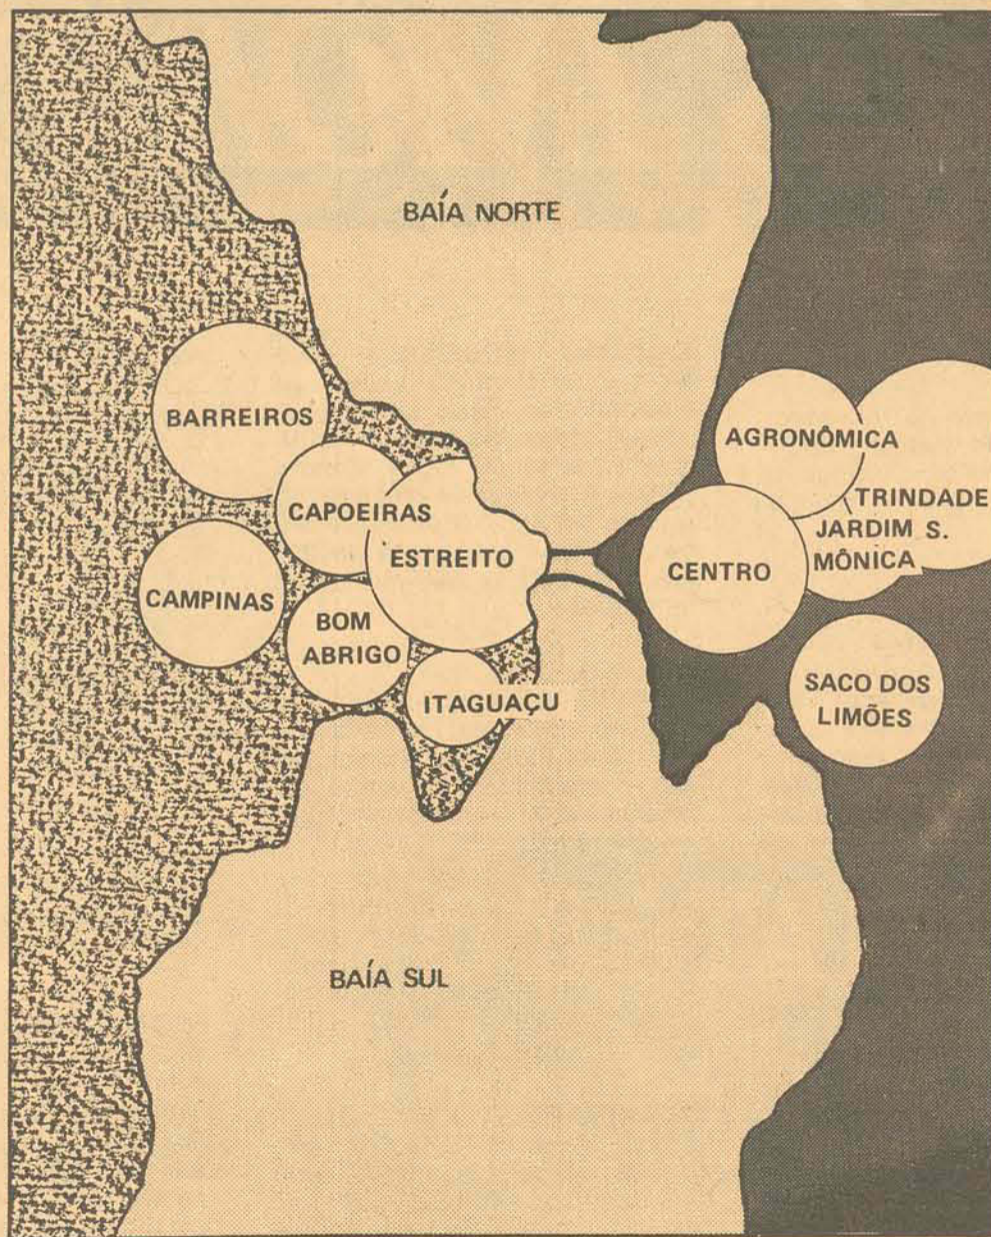 BAÍA NORTE
BARREIROS
CAPOEIRAS
ESTREITO
CAMPINAS
BOM
ABRIGO
ITAGUAÇU
AGRONÔMICA
TRINDADE
JARDIM S.
MÔNICA
CENTRO
SACO DOS
LIMÕES
BAÍA SUL